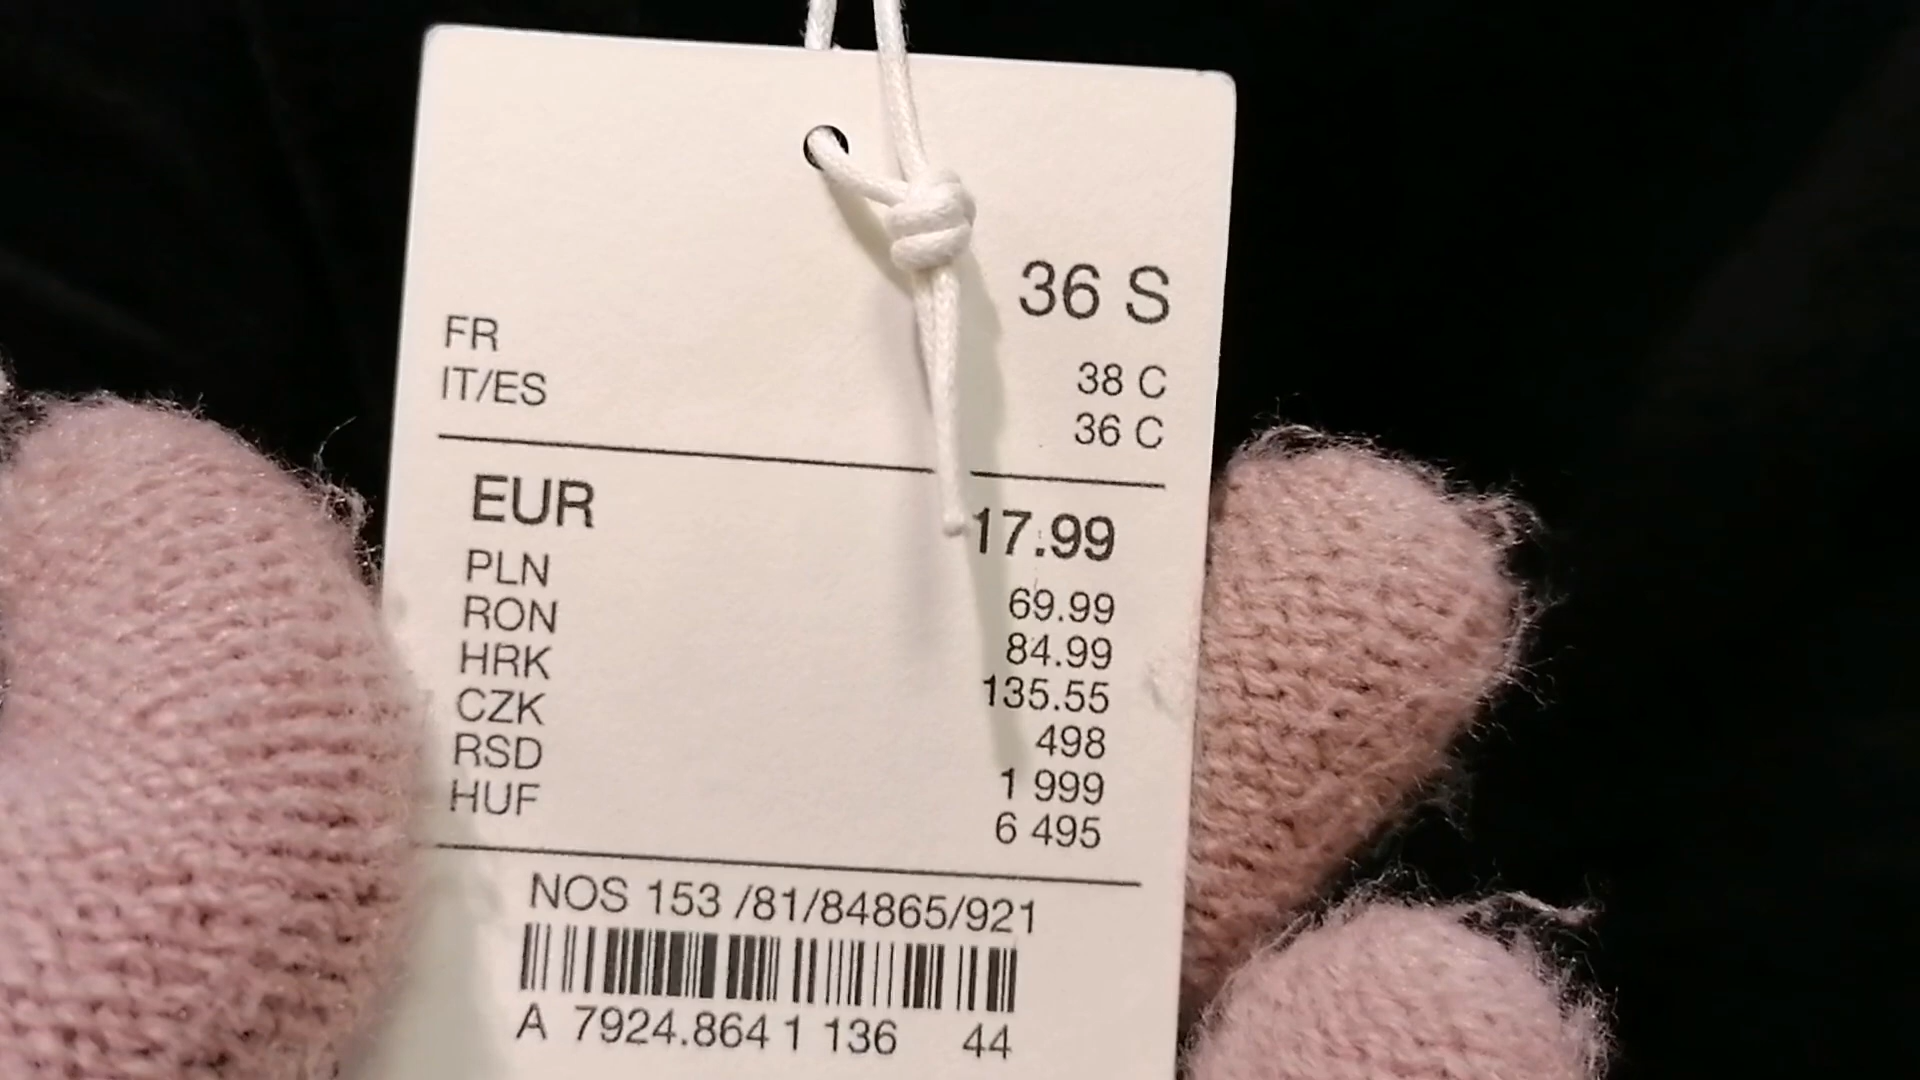 36 S
FR 38 C
IT/ES 36 C
EUR 17.99
PLN 69.99
RON 84.99
HRK 135.55
CZK 498
RSD 1 999
HUF 6 495
NOS 153 /81/84865/921
A 7924.864 1 136 44